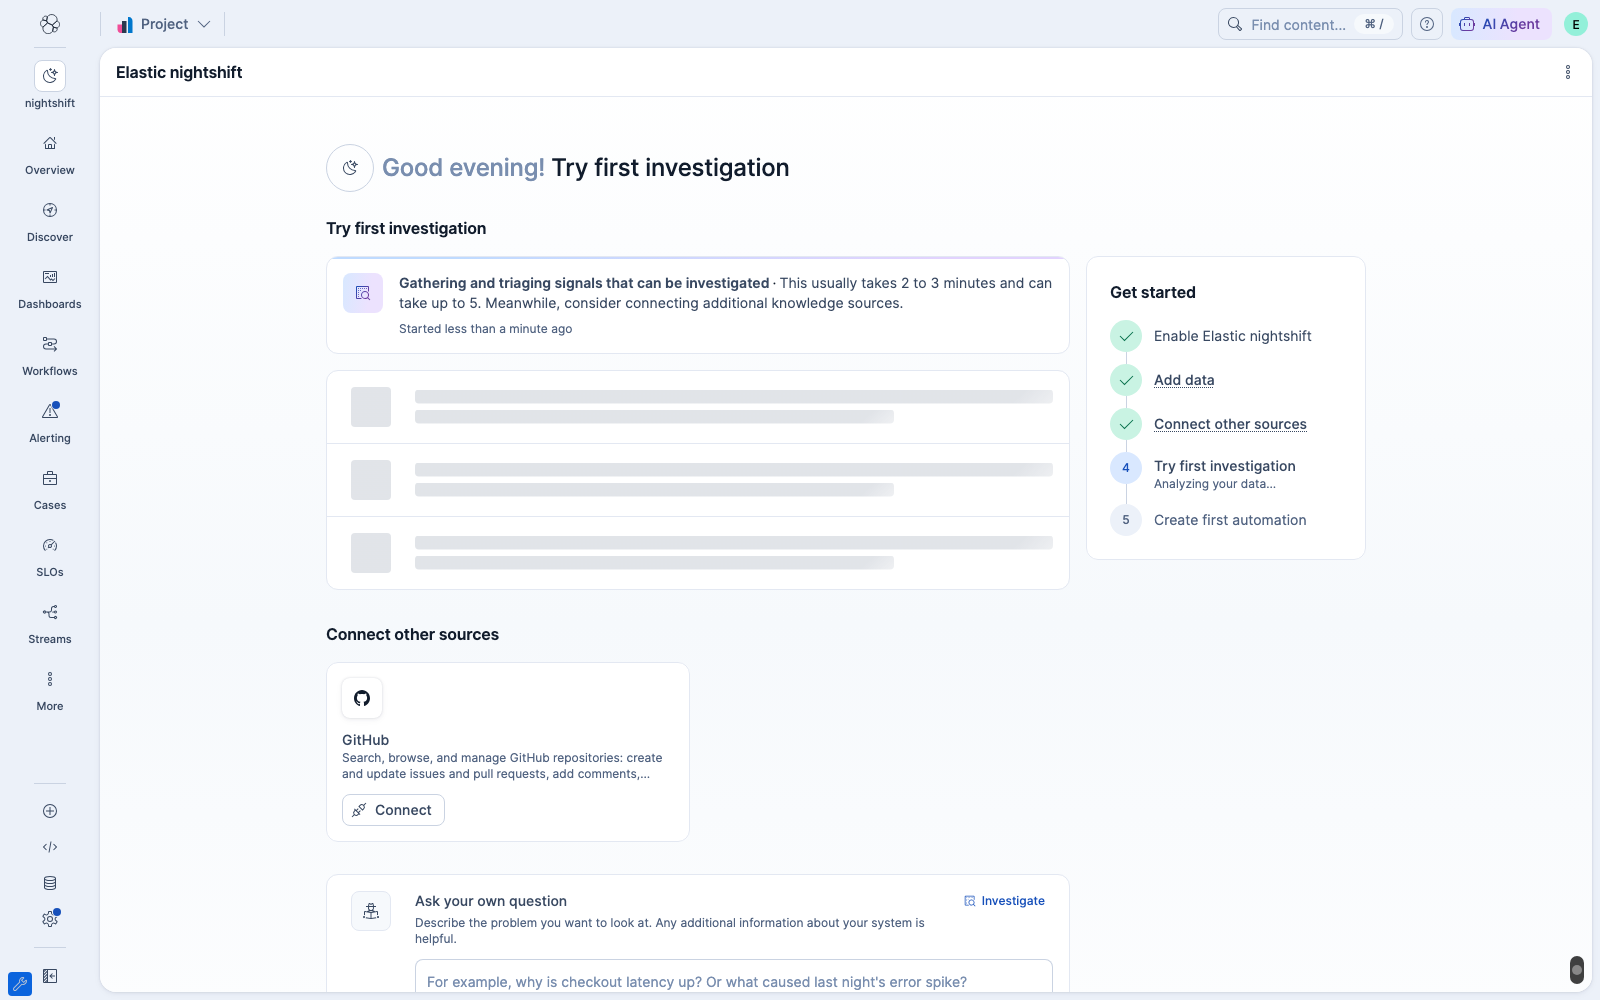 Project
Find content...
⌘ /
AI Agent
E
nightshift
Overview
Discover
Dashboards
Workflows
Alerting
Cases
SLOs
Streams
More
Elastic nightshift
Good evening! Try first investigation
Try first investigation
Gathering and triaging signals that can be investigated · This usually takes 2 to 3 minutes and can
take up to 5. Meanwhile, consider connecting additional knowledge sources.
Started less than a minute ago
Get started
Enable Elastic nightshift
Add data
Connect other sources
4
Try first investigation
Analyzing your data...
5
Create first automation
Connect other sources
GitHub
Search, browse, and manage GitHub repositories: create
and update issues and pull requests, add comments,...
Connect
Ask your own question
Investigate
Describe the problem you want to look at. Any additional information about your system is
helpful.
For example, why is checkout latency up? Or what caused last night's error spike?